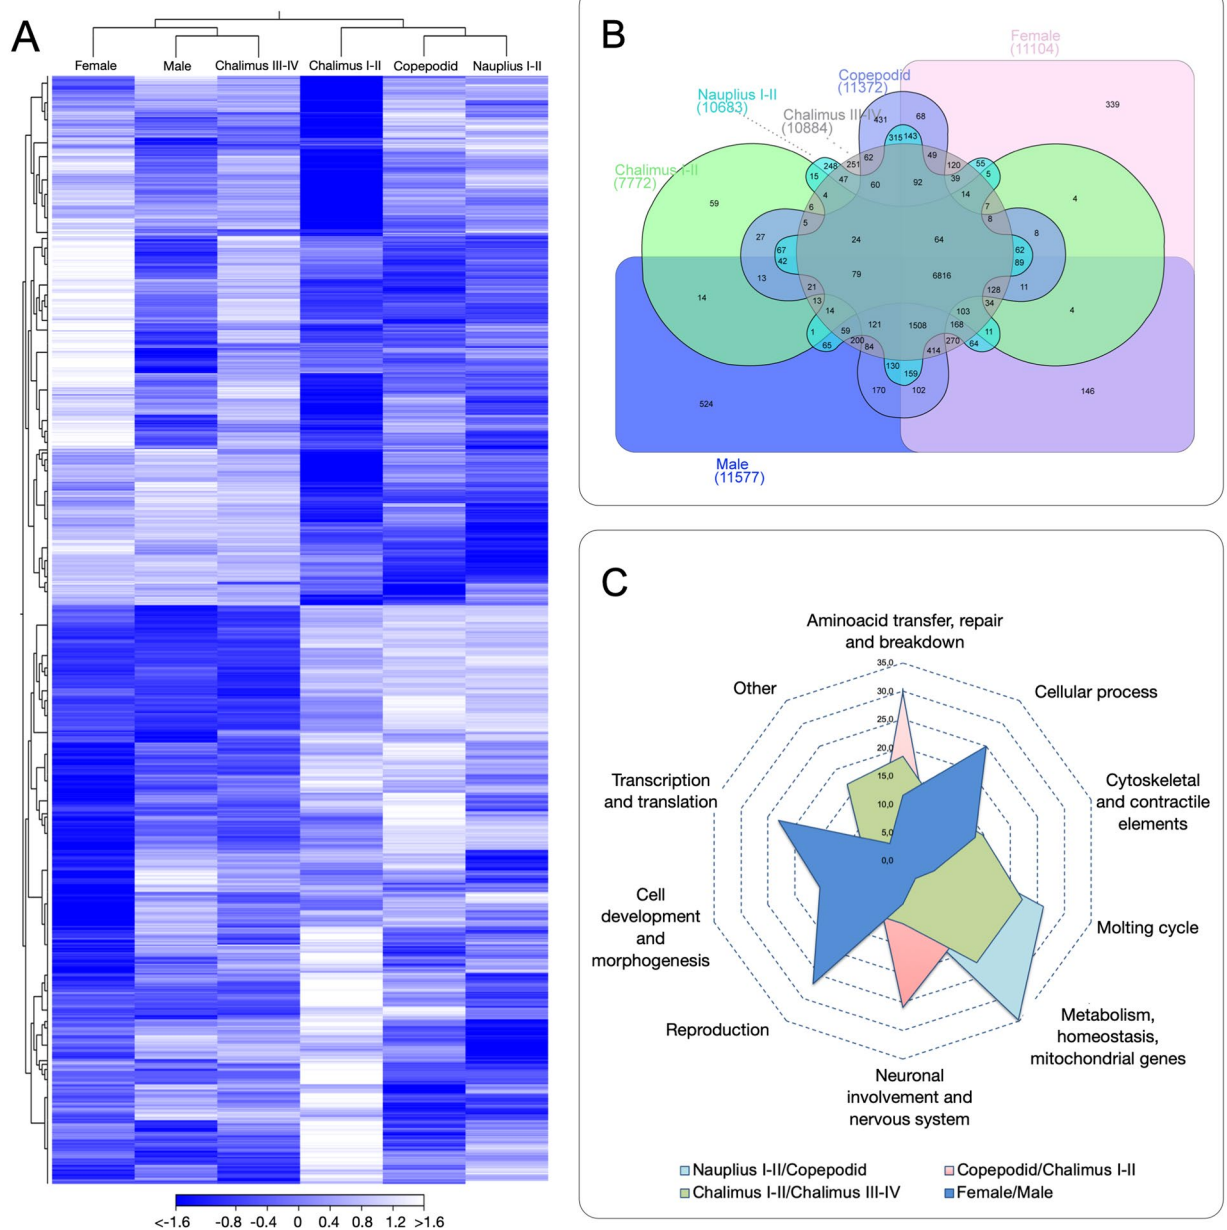 A
Female
Male
Chalimus III-IV
Chalimus I-II
Copepodid
Nauplius I-II
<-1.6
-0.8
-0.4
0
0.4
0.8
1.2
>1.6
B
Female
(11104)
Copepodid
(11372)
Nauplius I-II
(10683)
Chalimus III-IV
(10884)
Chalimus I-II
(7772)
339
431
68
315
143
248
251
62
49
120
55
15
47
60
92
39
5
4
14
4
59
6
7
5
8
27
24
64
8
67
62
42
89
13
79
6816
11
21
128
14
13
34
4
14
103
1
59
121
1508
168
11
65
200
84
414
270
64
130
159
170
102
146
524
Male
(11577)
C
Aminoacid transfer, repair
and breakdown
35,0
30,0
25,0
20,0
15,0
10,0
5,0
0,0
Other
Cellular process
Transcription
and translation
Cytoskeletal
and contractile
elements
Cell
development
and
morphogenesis
Molting cycle
Reproduction
Metabolism,
homeostasis,
mitochondrial genes
Neuronal
involvement and
nervous system
Nauplius I-II/Copepodid
Copepodid/Chalimus I-II
Chalimus I-II/Chalimus III-IV
Female/Male